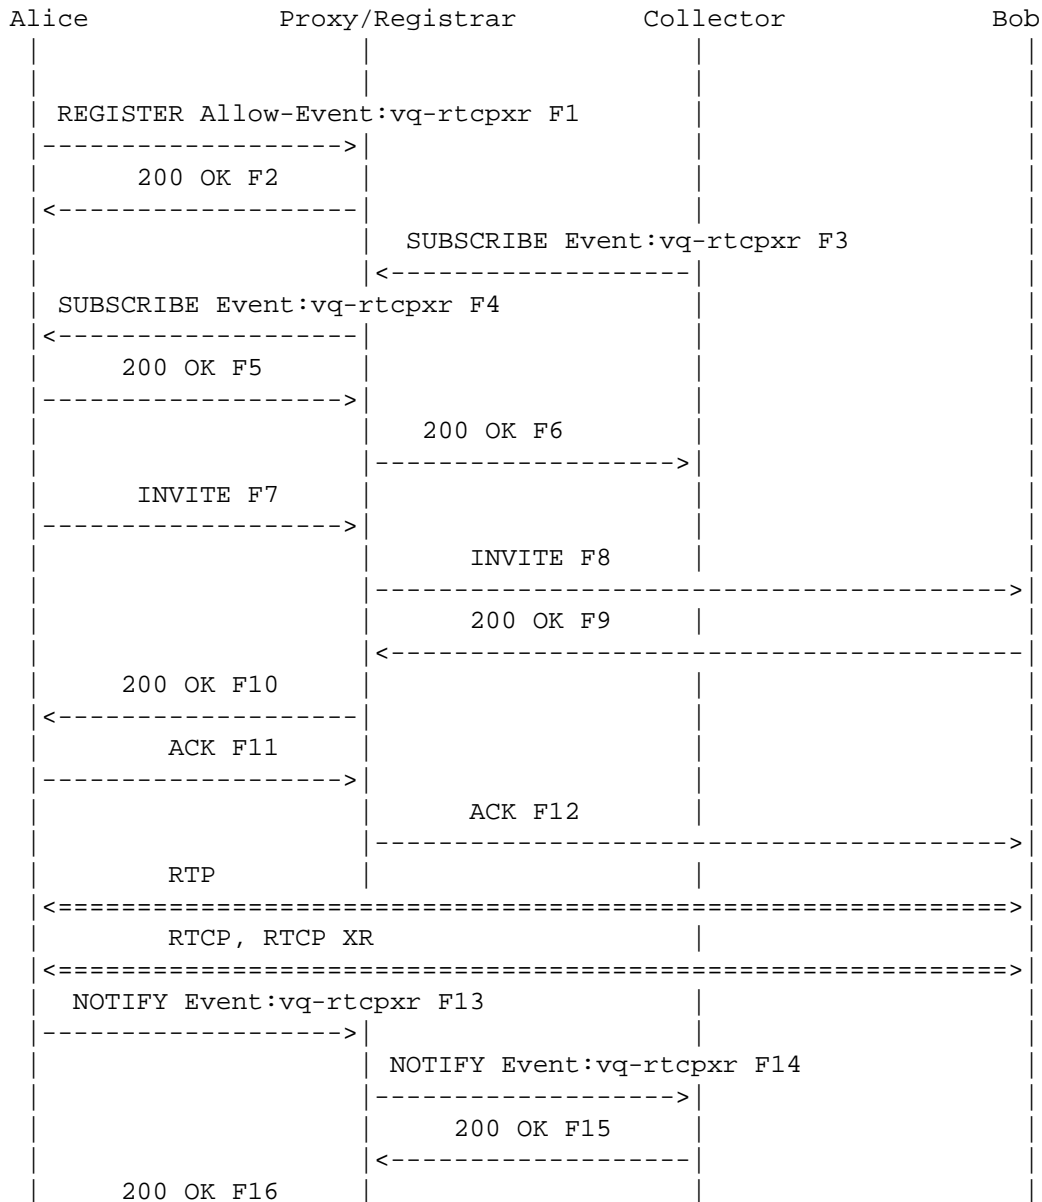 Alice Proxy/Registrar Collector Bob
REGISTER Allow-Event:vq-rtcpxr F1
200 OK F2
SUBSCRIBE Event:vq-rtcpxr F3
SUBSCRIBE Event:vq-rtcpxr F4
200 OK F5
200 OK F6
INVITE F7
INVITE F8
200 OK F9
200 OK F10
ACK F11
ACK F12
RTP
RTCP, RTCP XR
NOTIFY Event:vq-rtcpxr F13
NOTIFY Event:vq-rtcpxr F14
200 OK F15
200 OK F16